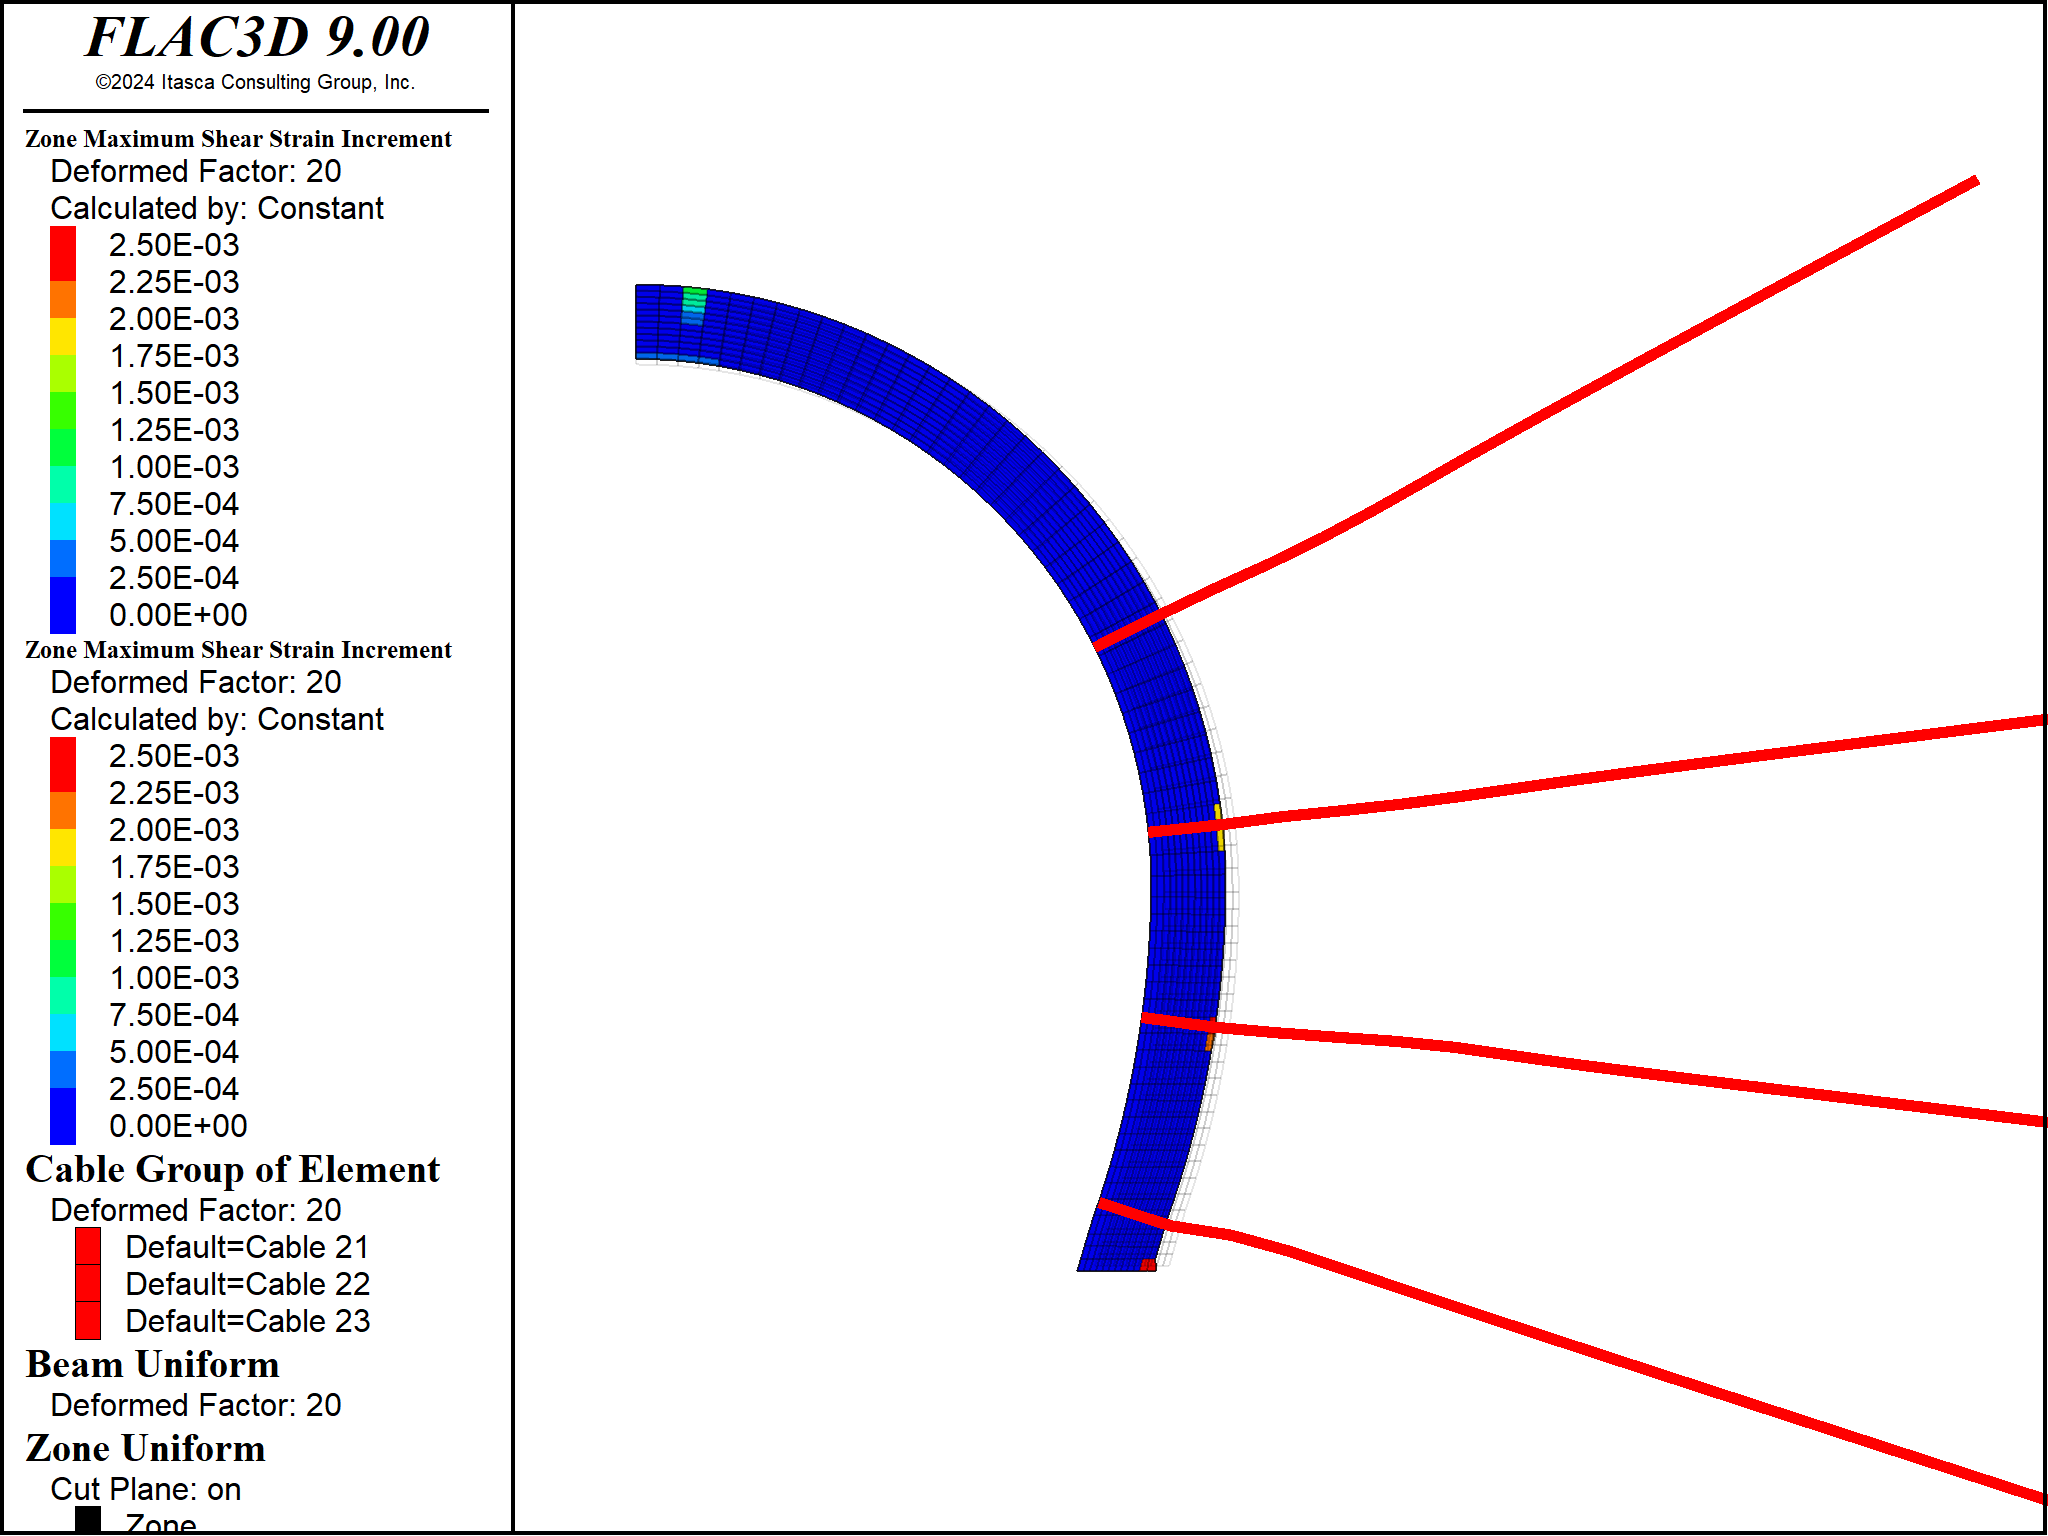 FLAC3D 9.00
©2024 Itasca Consulting Group, Inc.
Zone Maximum Shear Strain Increment
Deformed Factor: 20
Calculated by: Constant
2.50E-03
2.25E-03
2.00E-03
1.75E-03
1.50E-03
1.25E-03
1.00E-03
7.50E-04
5.00E-04
2.50E-04
0.00E+00
Zone Maximum Shear Strain Increment
Deformed Factor: 20
Calculated by: Constant
2.50E-03
2.25E-03
2.00E-03
1.75E-03
1.50E-03
1.25E-03
1.00E-03
7.50E-04
5.00E-04
2.50E-04
0.00E+00
Cable Group of Element
Deformed Factor: 20
Default=Cable 21
Default=Cable 22
Default=Cable 23
Beam Uniform
Deformed Factor: 20
Zone Uniform
Cut Plane: on
Zone